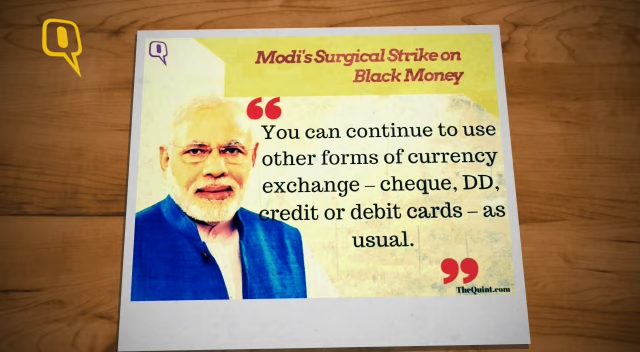 Q
Q
Modi's Surgical Strike on
Black Money
“
You can continue to use
other forms of currency
exchange – cheque, DD,
credit or debit cards – as
usual.
”
TheQuint.com